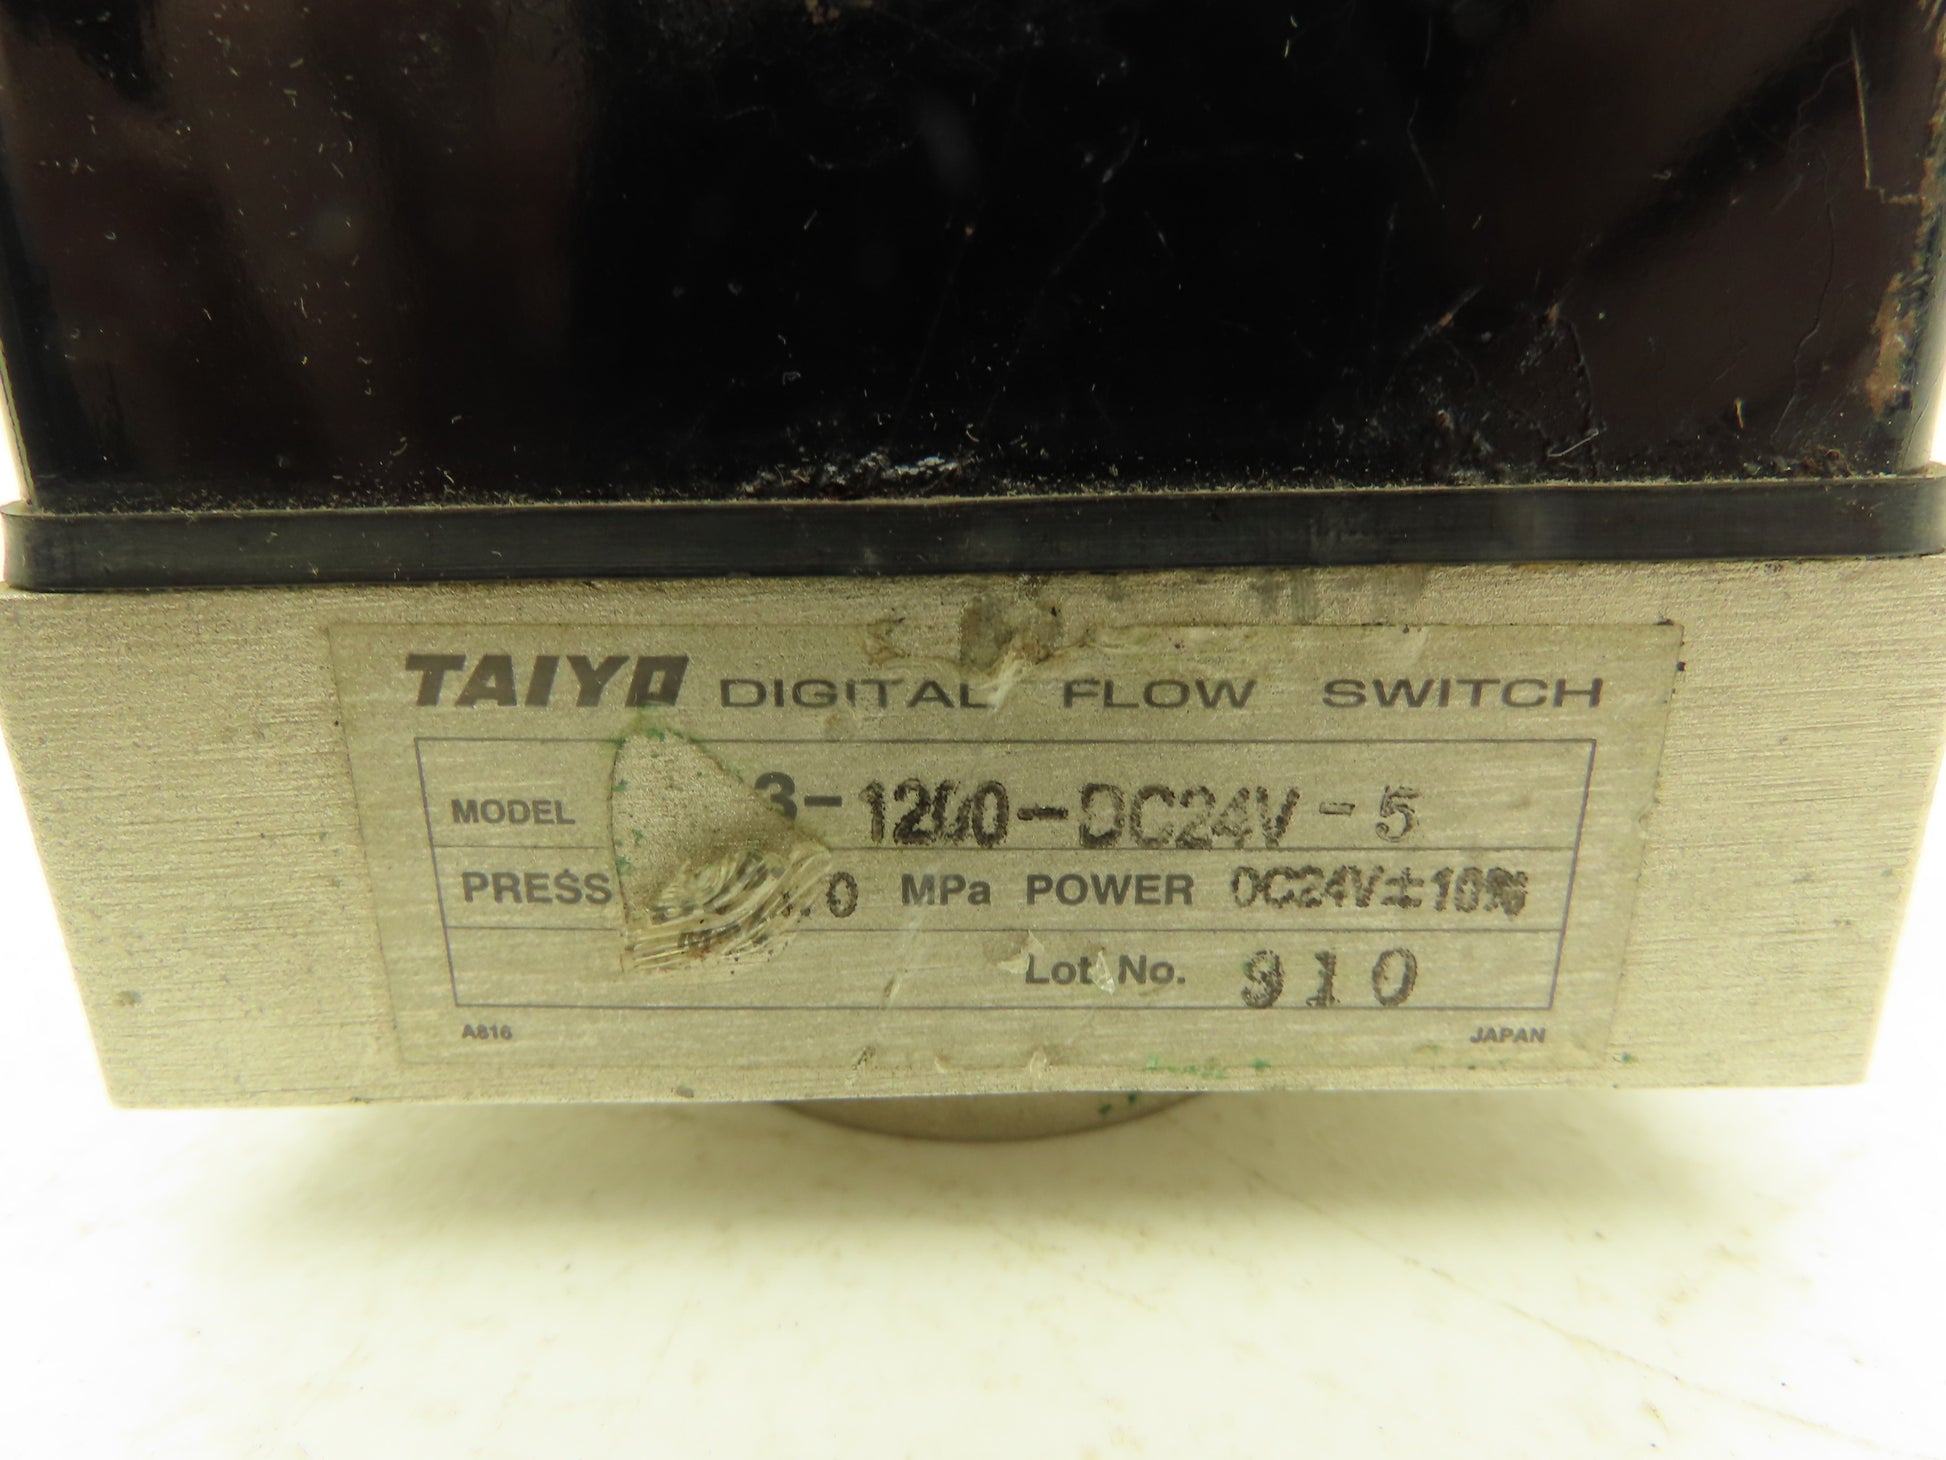 TAIYO DIGITAL FLOW SWITCH
MODEL 3-1200-DC24V-5
PRESS .0 MPa POWER DC24V±10%
Lot No. 910
A816 JAPAN